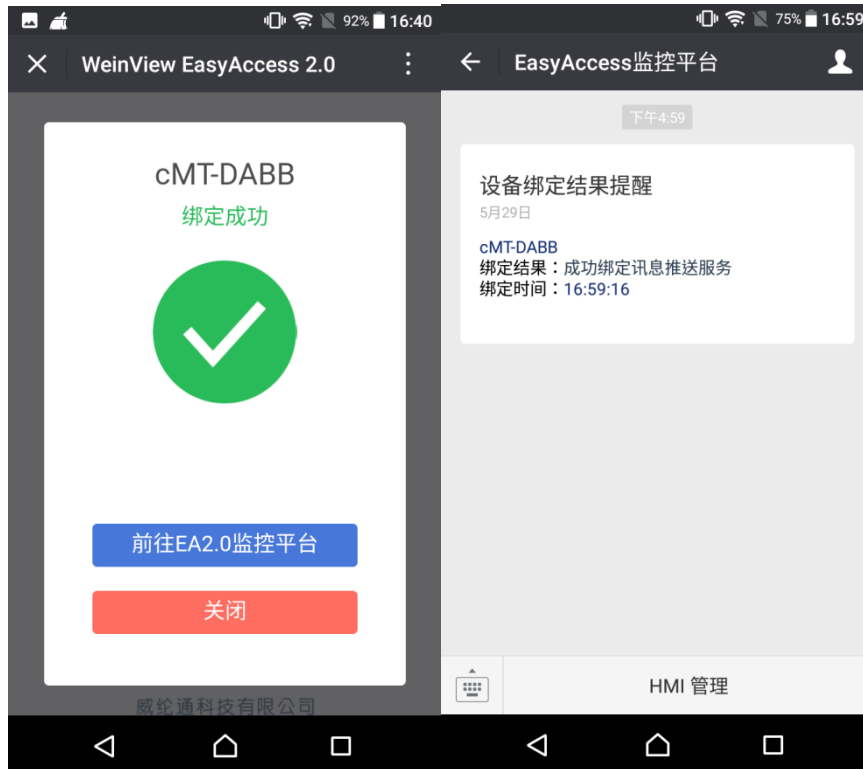 92% 16:40
WeinView EasyAccess 2.0
cMT-DABB
绑定成功
前往EA2.0监控平台
关闭
威纶通科技有限公司
75% 16:59
EasyAccess监控平台
下午4:59
设备绑定结果提醒
5月29日
cMT-DABB
绑定结果：成功绑定讯息推送服务
绑定时间：16:59:16
HMI 管理